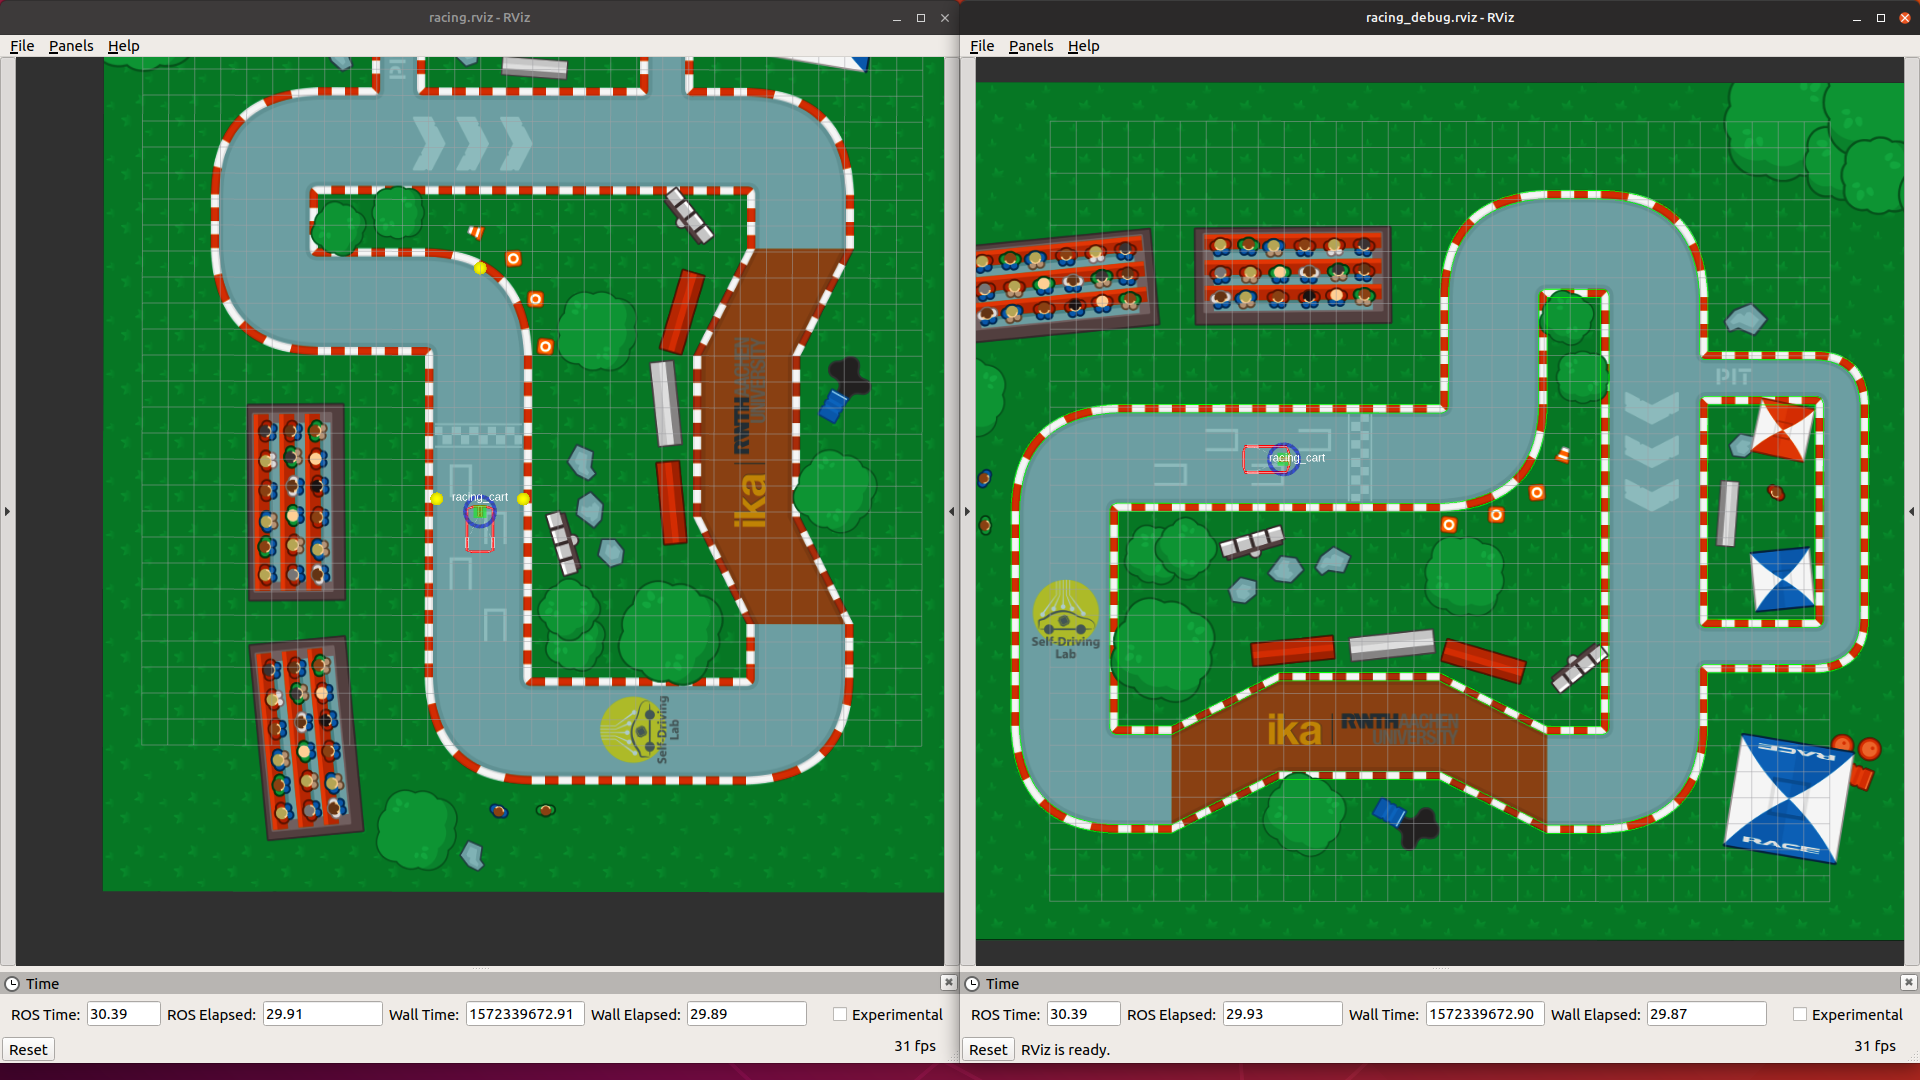 racing.rviz - RViz
File Panels Help
PI
racing_cart
RWTH AACHEN
UNIVERSITY
ika
Self-Driving
Lab
Time
ROS Time: 30.39 ROS Elapsed: 29.91 Wall Time: 1572339672.91 Wall Elapsed: 29.89 Experimental
Reset 31 fps
racing_debug.rviz - RViz
File Panels Help
PIT
racing_cart
Self-Driving
Lab
ika RWTH AACHEN
UNIVERSITY
RACE
RACE
Time
ROS Time: 30.39 ROS Elapsed: 29.93 Wall Time: 1572339672.90 Wall Elapsed: 29.87 Experimental
Reset RViz is ready. 31 fps